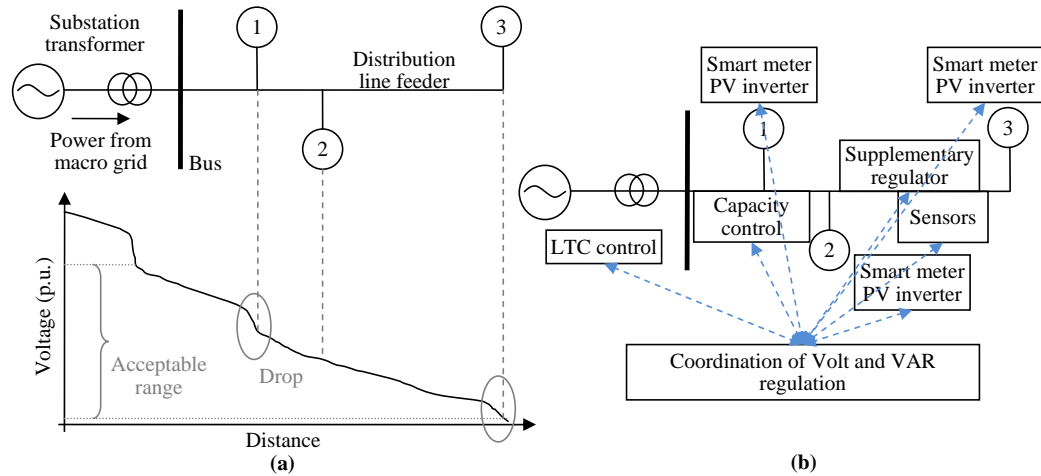 Substation
transformer
1
3
Distribution
line feeder
Power from
macro grid
Bus
2
Voltage (p.u.)
Acceptable
range
Drop
Distance
(a)
Smart meter
PV inverter
Smart meter
PV inverter
1
3
Supplementary
regulator
Capacity
control
Sensors
LTC control
2
Smart meter
PV inverter
Coordination of Volt and VAR
regulation
(b)